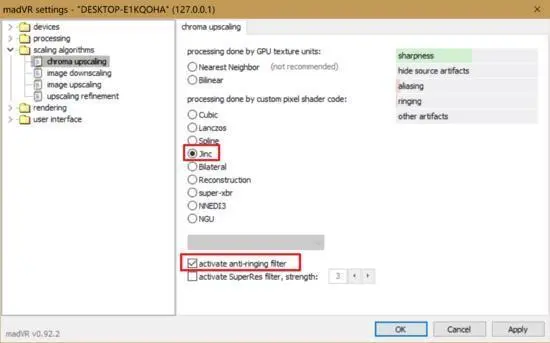 madVR settings - "DESKTOP-E1KQOHA" (127.0.0.1)
devices
processing
scaling algorithms
chroma upscaling
image downscaling
image upscaling
upscaling refinement
rendering
user interface
chroma upscaling
processing done by GPU texture units:
Nearest Neighbor (not recommended)
Bilinear
processing done by custom pixel shader code:
Cubic
Lanczos
Spline
Jinc
Bilateral
Reconstruction
super-xbr
NNEDI3
NGU
activate anti-ringing filter
activate SuperRes filter, strength: 3
sharpness
hide source artifacts
aliasing
ringing
other artifacts
madVR v0.92.2
OK Cancel Apply